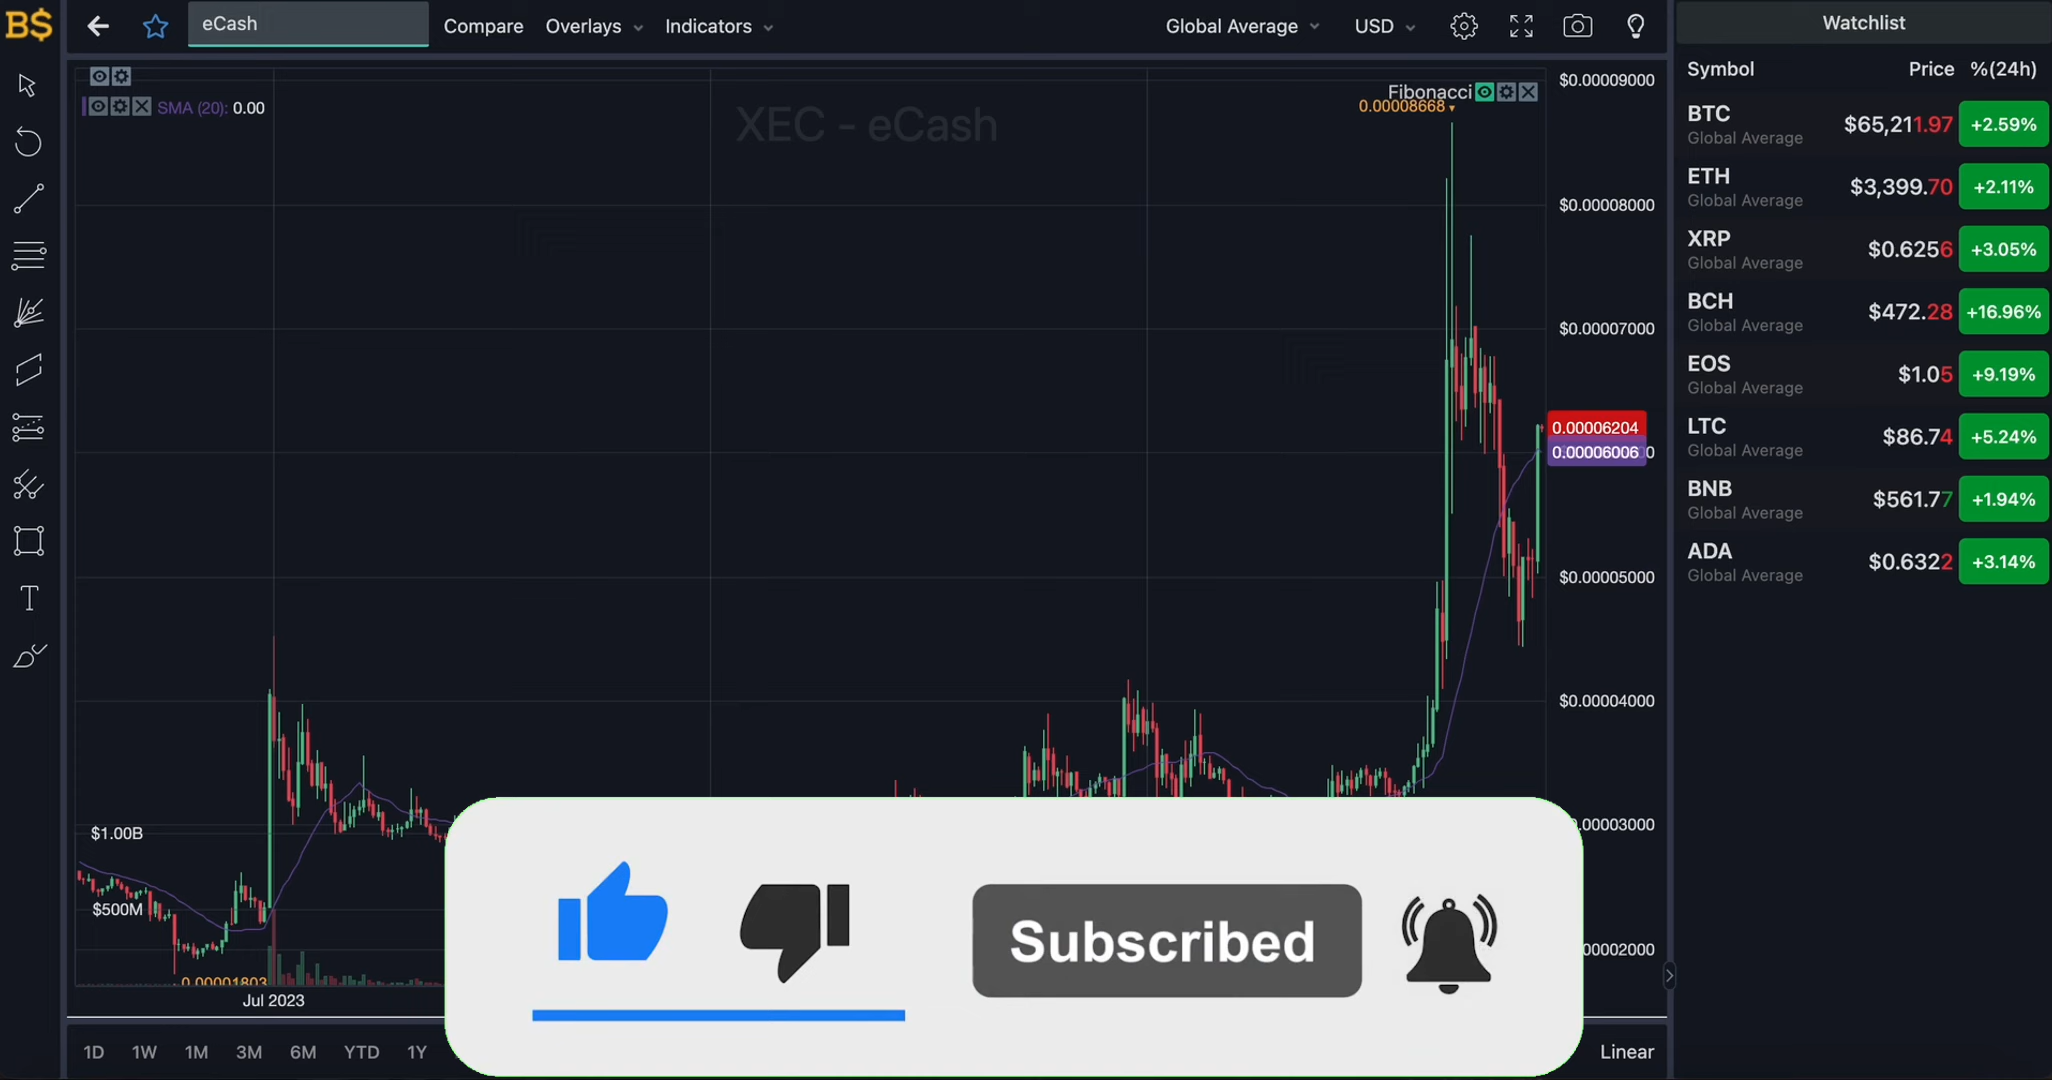 B$
eCash
Compare
Overlays
Indicators
Global Average
USD
Watchlist
Symbol Price %(24h)
SMA (20): 0.00
XEC - eCash
Fibonacci
0.00008668
$0.00009000
$0.00008000
$0.00007000
0.00006204
0.00006006
$0.00005000
$0.00004000
0.00003000
00002000
$1.00B
$500M
0.00001803
Jul 2023
BTC $65,211.97 +2.59%
Global Average
ETH $3,399.70 +2.11%
Global Average
XRP $0.6256 +3.05%
Global Average
BCH $472.28 +16.96%
Global Average
EOS $1.05 +9.19%
Global Average
LTC $86.74 +5.24%
Global Average
BNB $561.77 +1.94%
Global Average
ADA $0.6322 +3.14%
Global Average
Subscribed
1D 1W 1M 3M 6M YTD 1Y
Linear